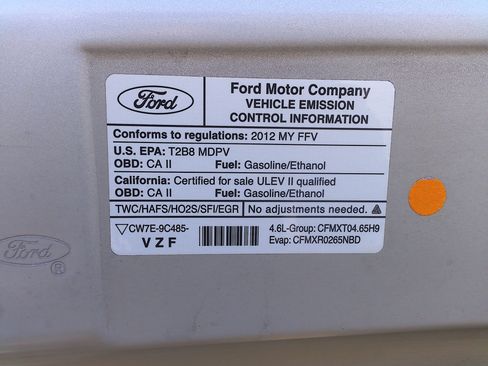 Ford
Ford Motor Company
VEHICLE EMISSION
CONTROL INFORMATION
Conforms to regulations: 2012 MY FFV
U.S. EPA: T2B8 MDPV
OBD: CA II Fuel: Gasoline/Ethanol
California: Certified for sale ULEV II qualified
OBD: CA II Fuel: Gasoline/Ethanol
TWC/HAFS/HO2S/SFI/EGR No adjustments needed.
CW7E-9C485-
V Z F
4.6L-Group: CFMXT04.65H9
Evap: CFMXR0265NBD
Ford ®